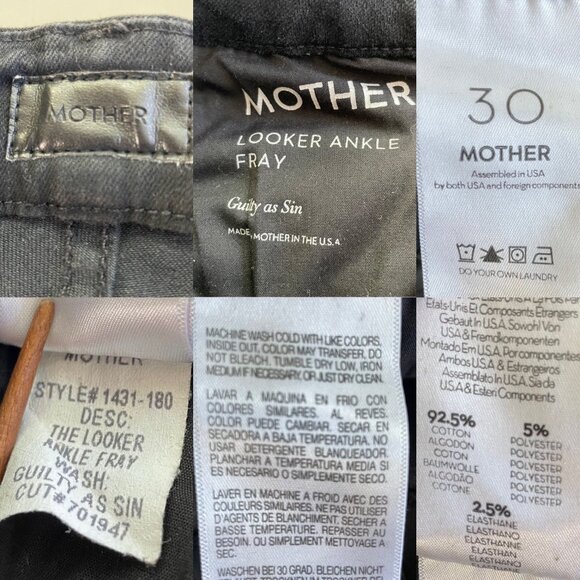 MOTHER
MOTHER
LOOKER ANKLE
FRAY
Guilty as Sin
MADE MOTHER IN THE U.S.A
30
MOTHER
Assembled in USA
by both USA and foreign components
DO YOUR OWN LAUNDRY
MOTHER
STYLE# 1431-180
DESC:
THE LOOKER
ANKLE FRAY
WASH:
GUILTY AS SIN
CUT#701947
MACHINE WASH COLD WITH LIKE COLORS.
INSIDE OUT, COLOR MAY TRANSFER, DO
NOT BLEACH, TUMBLE DRY LOW, IRON
MEDIUM IF NECESSARY, OR JUST DRY CLEAN.
LAVAR A MAQUINA EN FRIO CON
COLORES SIMILARES. AL REVES.
COLOR PUEDE CAMBIAR. SECAR EN
SECADORA A BAJA TEMPERATURA. NO
USAR DETERGENTE BLANQUEADOR.
PLANCHAR A TEMPERATURA MEDIA SI
ES NECESARIO O SIMPLEMENTE SECO.
LAVER EN MACHINE A FROID AVEC DES
COULEURS SIMILAIRES. NE PAS UTILISER
D'AGENTS DE BLANCHIMENT. SECHER A
BASSE TEMPERATURE. REPASSER AU
BESOIN. OU SIMPLEMENT NETTOYAGE A
SEC.
WASCHEN BEI 30 GRAD. BLEICHEN NICHT
États-Unis Et Composants Étrangers
Gebaut In U.S.A. Sowohl Von
USA & Fremdkomponenten
Montado Em U.S.A. Por componentes
Ambos USA & Estrangeiros
Assemblato In U.S.A. Sia da
USA & Esteri Componenti
92.5%
COTTON
ALGODON
COTON
BAUMWOLLE
ALGODÃO
COTONE
5%
POLYESTER
POLYESTER
POLYESTER
POLYESTER
POLYESTER
POLYESTER
2.5%
ELASTHANE
ELASTHANNE
ELASTANO
ELASTHAN